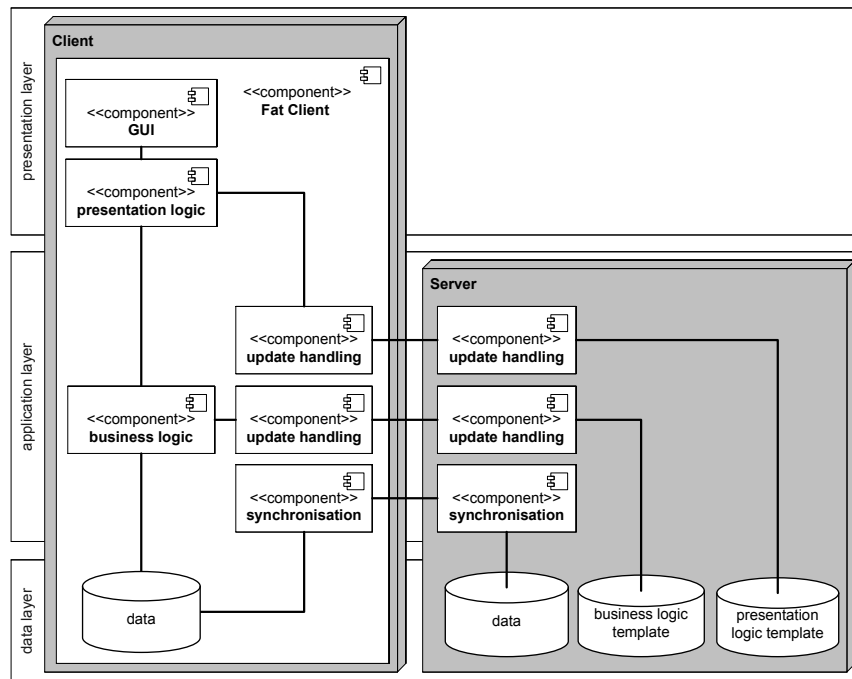 presentation layer
Client
<<component>>
Fat Client
<<component>>
GUI
<<component>>
presentation logic
application layer
Server
<<component>>
update handling
<<component>>
update handling
<<component>>
business logic
<<component>>
update handling
<<component>>
update handling
<<component>>
synchronisation
<<component>>
synchronisation
data layer
data
data
business logic
template
presentation
logic template